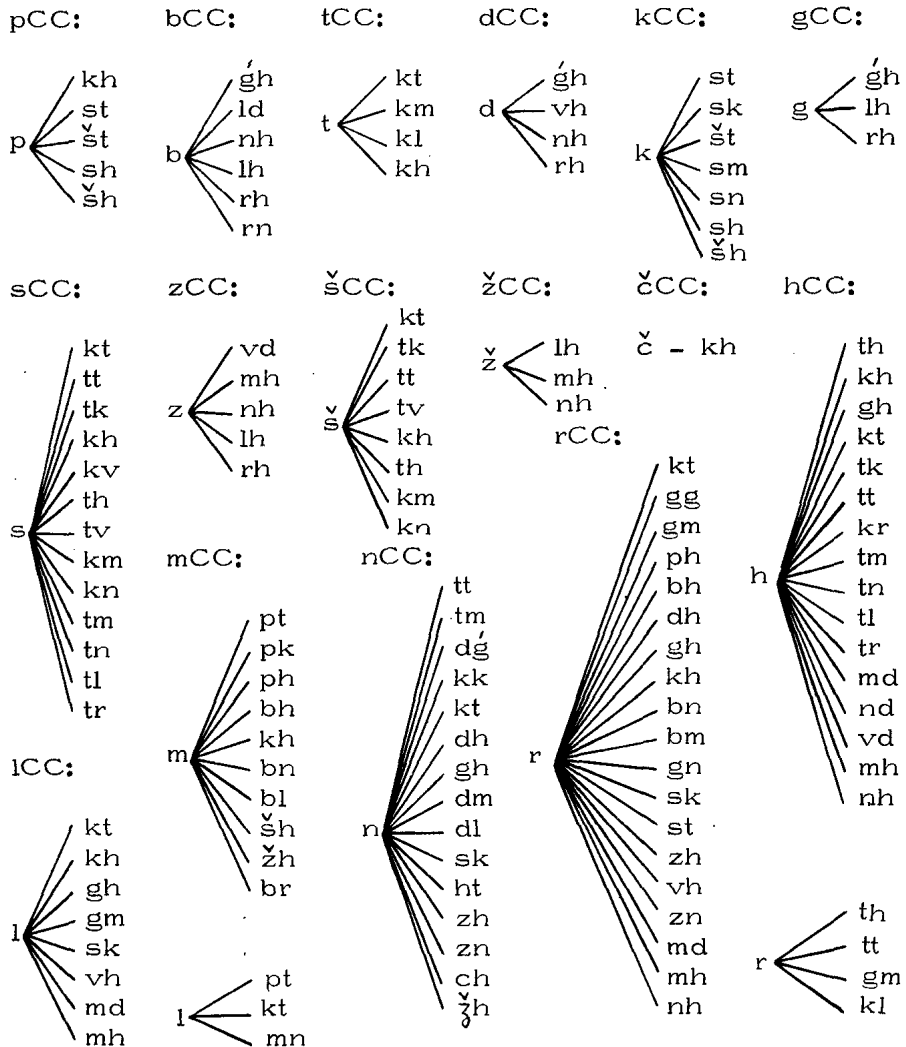 pCC: bCC: tCC: dCC: kCC: gCC:
p
kh
st
št
sh
šh
b
ǵh
ld
nh
lh
rh
rn
t
kt
km
kl
kh
d
ǵh
vh
nh
rh
k
st
sk
št
sm
sn
sh
šh
g
ǵh
lh
rh
sCC: zCC: šCC: žCC: čCC: hCC:
s
kt
tt
tk
kh
kv
th
tv
km
kn
tm
tn
tl
tr
z
vd
mh
nh
lh
rh
š
kt
tk
tt
tv
kh
th
km
kn
ž
lh
mh
nh
č – kh
h
th
kh
gh
kt
tk
tt
kr
tm
tn
tl
tr
md
nd
vd
mh
nh
mCC: nCC: rCC:
m
pt
pk
ph
bh
kh
bn
bl
šh
žh
br
n
tt
tm
dǵ
kk
kt
dh
gh
dm
dl
sk
ht
zh
zn
ch
ǯh
r
kt
gg
gm
ph
bh
dh
gh
kh
bn
bm
gn
sk
st
zh
vh
zn
md
mh
nh
lCC:
l
kt
kh
gh
gm
sk
vh
md
mh
l
pt
kt
mn
r
th
tt
gm
kl